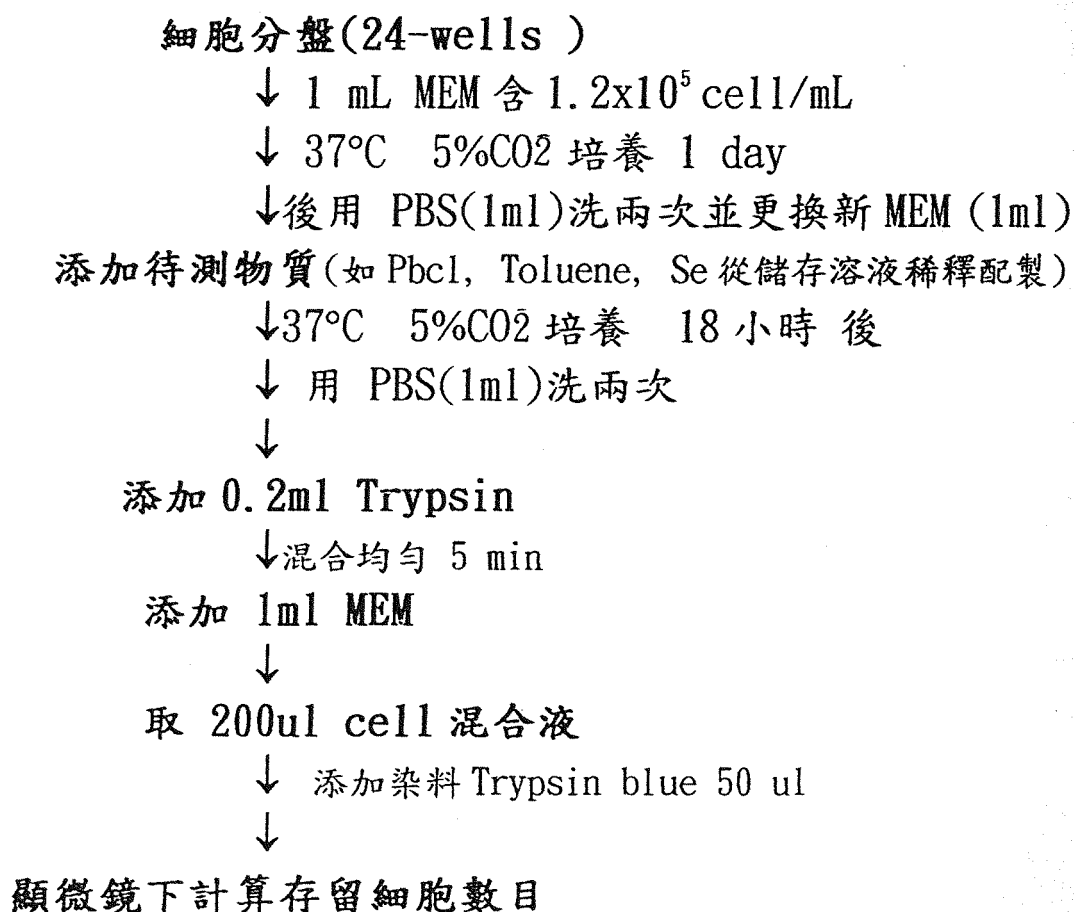 細胞分盤(24-wells )
↓ 1 mL MEM 含 1.2x10⁵ cell/mL
↓ 37°C 5%CO2 培養 1 day
↓後用 PBS(1ml)洗兩次並更換新 MEM (1ml)
添加待測物質(如 Pbcl, Toluene, Se 從儲存溶液稀釋配製)
↓37°C 5%CO2 培養 18 小時 後
↓ 用 PBS(1ml)洗兩次
↓
添加 0.2ml Trypsin
↓混合均勻 5 min
添加 1ml MEM
↓
取 200ul cell 混合液
↓ 添加染料 Trypsin blue 50 ul
↓
顯微鏡下計算存留細胞數目